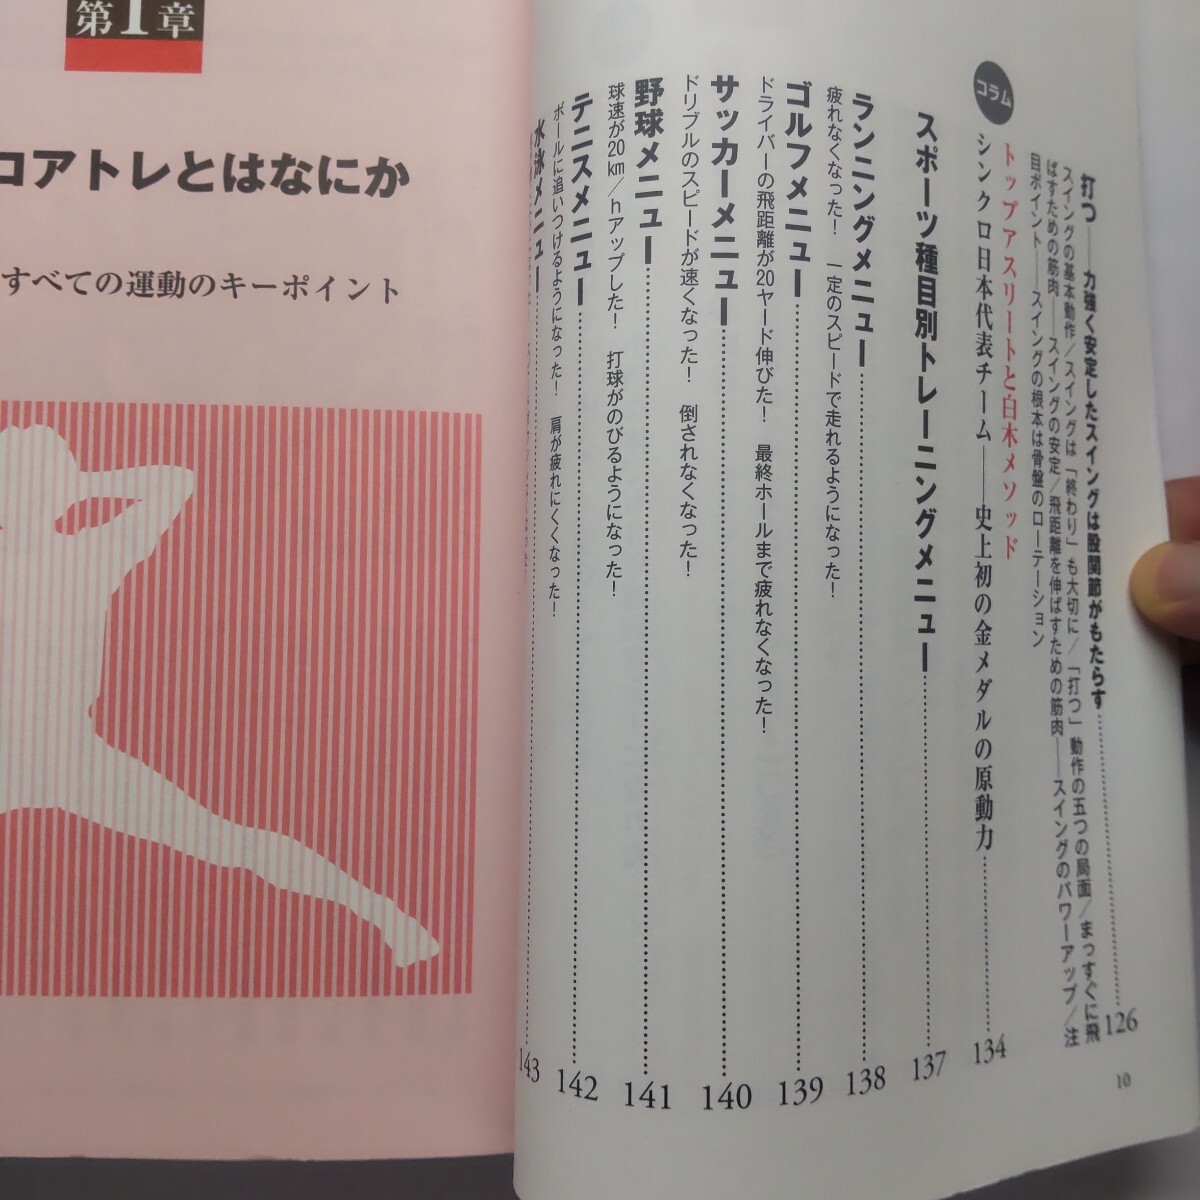 打つ――力強く安定したスイングは股関節がもたらす……126
スイングの基本動作／スイングは「終わり」も大切に／「打つ」動作の五つの局面／まっすぐに飛
ばすための筋肉――スイングの安定／飛距離を伸ばすための筋肉――スイングのパワーアップ／注
目ポイント――スイングの根本は骨盤のローテーション
コラム
トップアスリートと白木メソッド
シンクロ日本代表チーム――史上初の金メダルの原動力……134
スポーツ種目別トレーニングメニュー……137
ランニングメニュー……138
疲れなくなった！　一定のスピードで走れるようになった！
ゴルフメニュー……139
ドライバーの飛距離が20ヤード伸びた！　最終ホールまで疲れなくなった！
サッカーメニュー……140
ドリブルのスピードが速くなった！　倒されなくなった！
野球メニュー……141
球速が20km／hアップした！　打球がのびるようになった！
テニスメニュー……142
ボールに追いつけるようになった！　肩が疲れにくくなった！
水泳メニュー……143
10
第1章
コアトレとはなにか
すべての運動のキーポイント